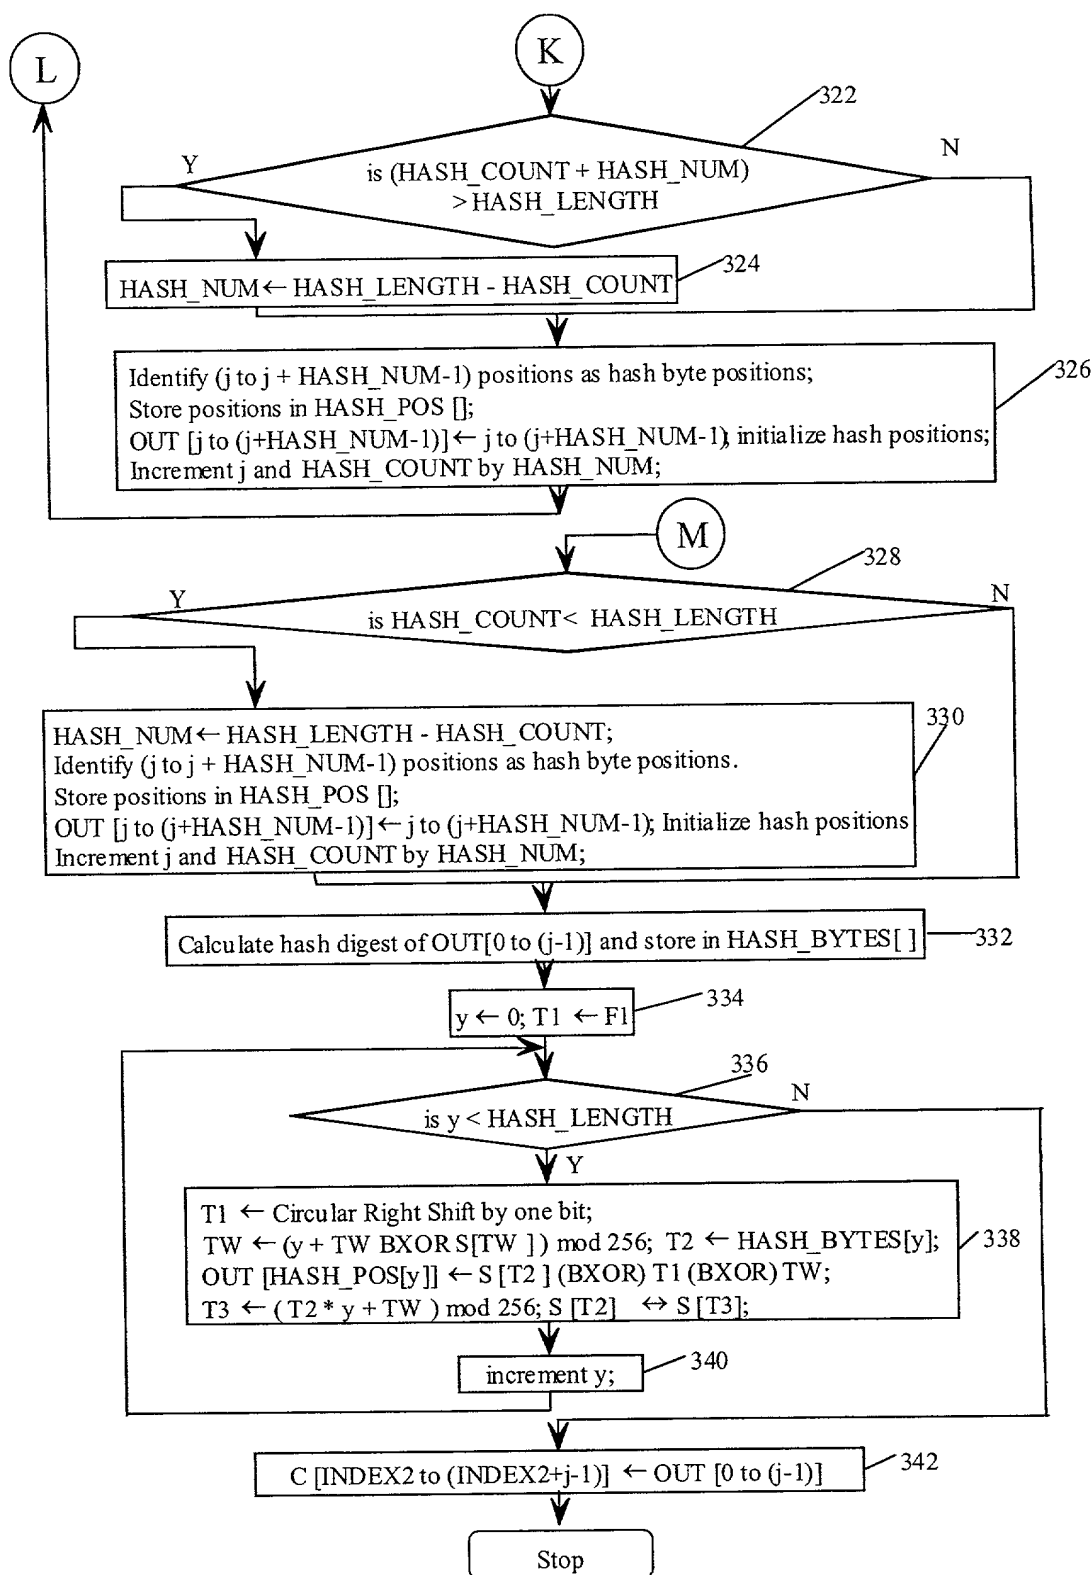 K
L
322
Y
N
is (HASH_COUNT + HASH_NUM)
> HASH_LENGTH
324
HASH_NUM ← HASH_LENGTH - HASH_COUNT
326
Identify (j to j + HASH_NUM-1) positions as hash byte positions;
Store positions in HASH_POS [];
OUT [j to (j+HASH_NUM-1)] ← j to (j+HASH_NUM-1); initialize hash positions;
Increment j and HASH_COUNT by HASH_NUM;
M
328
Y
N
is HASH_COUNT < HASH_LENGTH
330
HASH_NUM ← HASH_LENGTH - HASH_COUNT;
Identify (j to j + HASH_NUM-1) positions as hash byte positions.
Store positions in HASH_POS [];
OUT [j to (j+HASH_NUM-1)] ← j to (j+HASH_NUM-1); Initialize hash positions
Increment j and HASH_COUNT by HASH_NUM;
Calculate hash digest of OUT[0 to (j-1)] and store in HASH_BYTES[ ]
332
334
y ← 0; T1 ← F1
336
N
is y < HASH_LENGTH
Y
T1 ← Circular Right Shift by one bit;
TW ← (y + TW BXOR S[TW ]) mod 256; T2 ← HASH_BYTES[y];
338
OUT [HASH_POS[y]] ← S [T2 ] (BXOR) T1 (BXOR) TW;
T3 ← ( T2 * y + TW ) mod 256; S [T2] ↔ S [T3];
340
increment y;
342
C [INDEX2 to (INDEX2+j-1)] ← OUT [0 to (j-1)]
Stop